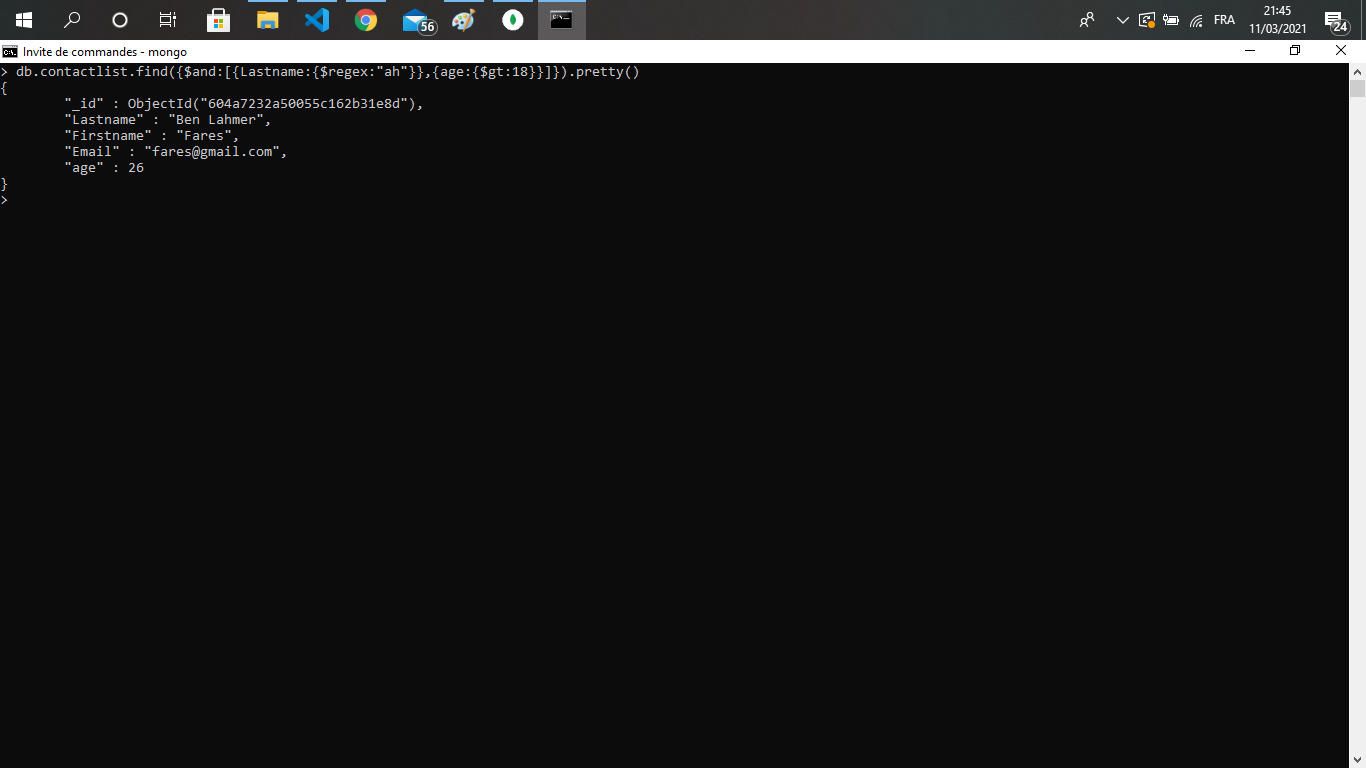 56
FRA
21:45
11/03/2021
24
Invite de commandes - mongo
> db.contactlist.find({$and:[{Lastname:{$regex:"ah"}},{age:{$gt:18}}]}).pretty()
{
"_id" : ObjectId("604a7232a50055c162b31e8d"),
"Lastname" : "Ben Lahmer",
"Firstname" : "Fares",
"Email" : "fares@gmail.com",
"age" : 26
}
>